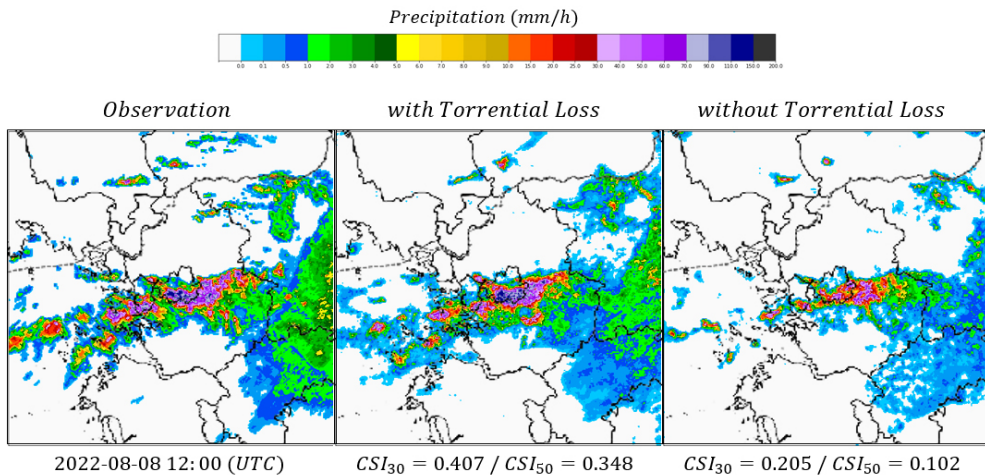 Precipitation (mm/h)
0.0 0.1 0.5 1.0 2.0 3.0 4.0 5.0 6.0 7.0 8.0 9.0 10.0 15.0 20.0 25.0 30.0 40.0 50.0 60.0 70.0 90.0 110.0 150.0 200.0
Observation with Torrential Loss without Torrential Loss
2022-08-08 12:00 (UTC) CSI30 = 0.407 / CSI50 = 0.348 CSI30 = 0.205 / CSI50 = 0.102